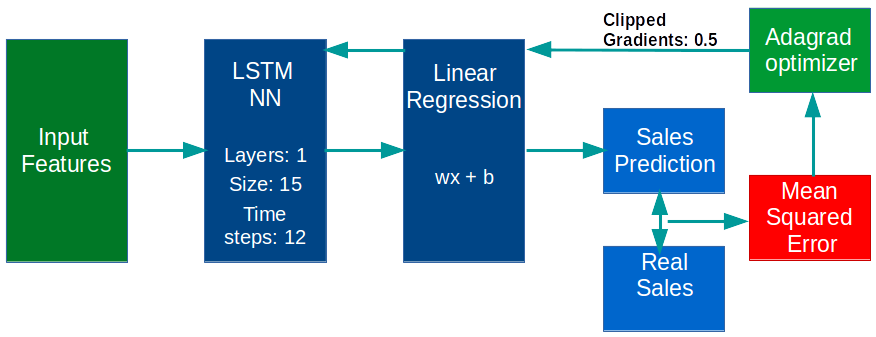 Input
Features
LSTM
NN
Layers: 1
Size: 15
Time
steps: 12
Linear
Regression
wx + b
Clipped
Gradients: 0.5
Adagrad
optimizer
Sales
Prediction
Mean
Squared
Error
Real
Sales